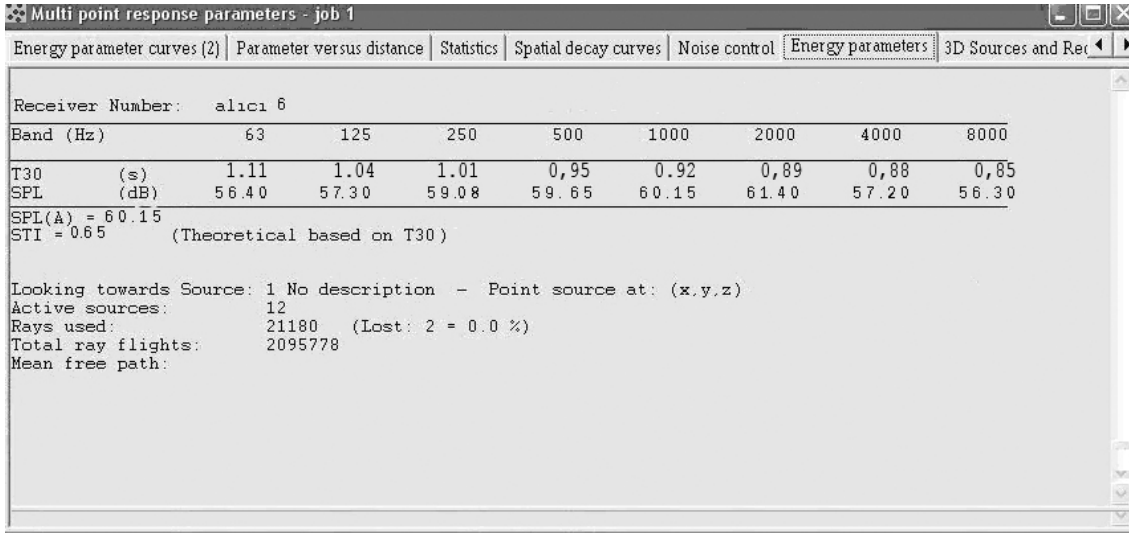 Multi point response parameters - job 1
Energy parameter curves (2) Parameter versus distance Statistics Spatial decay curves Noise control Energy parameters 3D Sources and Rec
Receiver Number: alıcı 6
Band (Hz) 63 125 250 500 1000 2000 4000 8000
T30 (s) 1.11 1.04 1.01 0,95 0.92 0,89 0,88 0,85
SPL (dB) 56.40 57.30 59.08 59.65 60.15 61.40 57.20 56.30
SPL(A) = 60.15
STI = 0.65 (Theoretical based on T30)
Looking towards Source: 1 No description - Point source at: (x,y,z)
Active sources: 12
Rays used: 21180 (Lost: 2 = 0.0 %)
Total ray flights: 2095778
Mean free path: